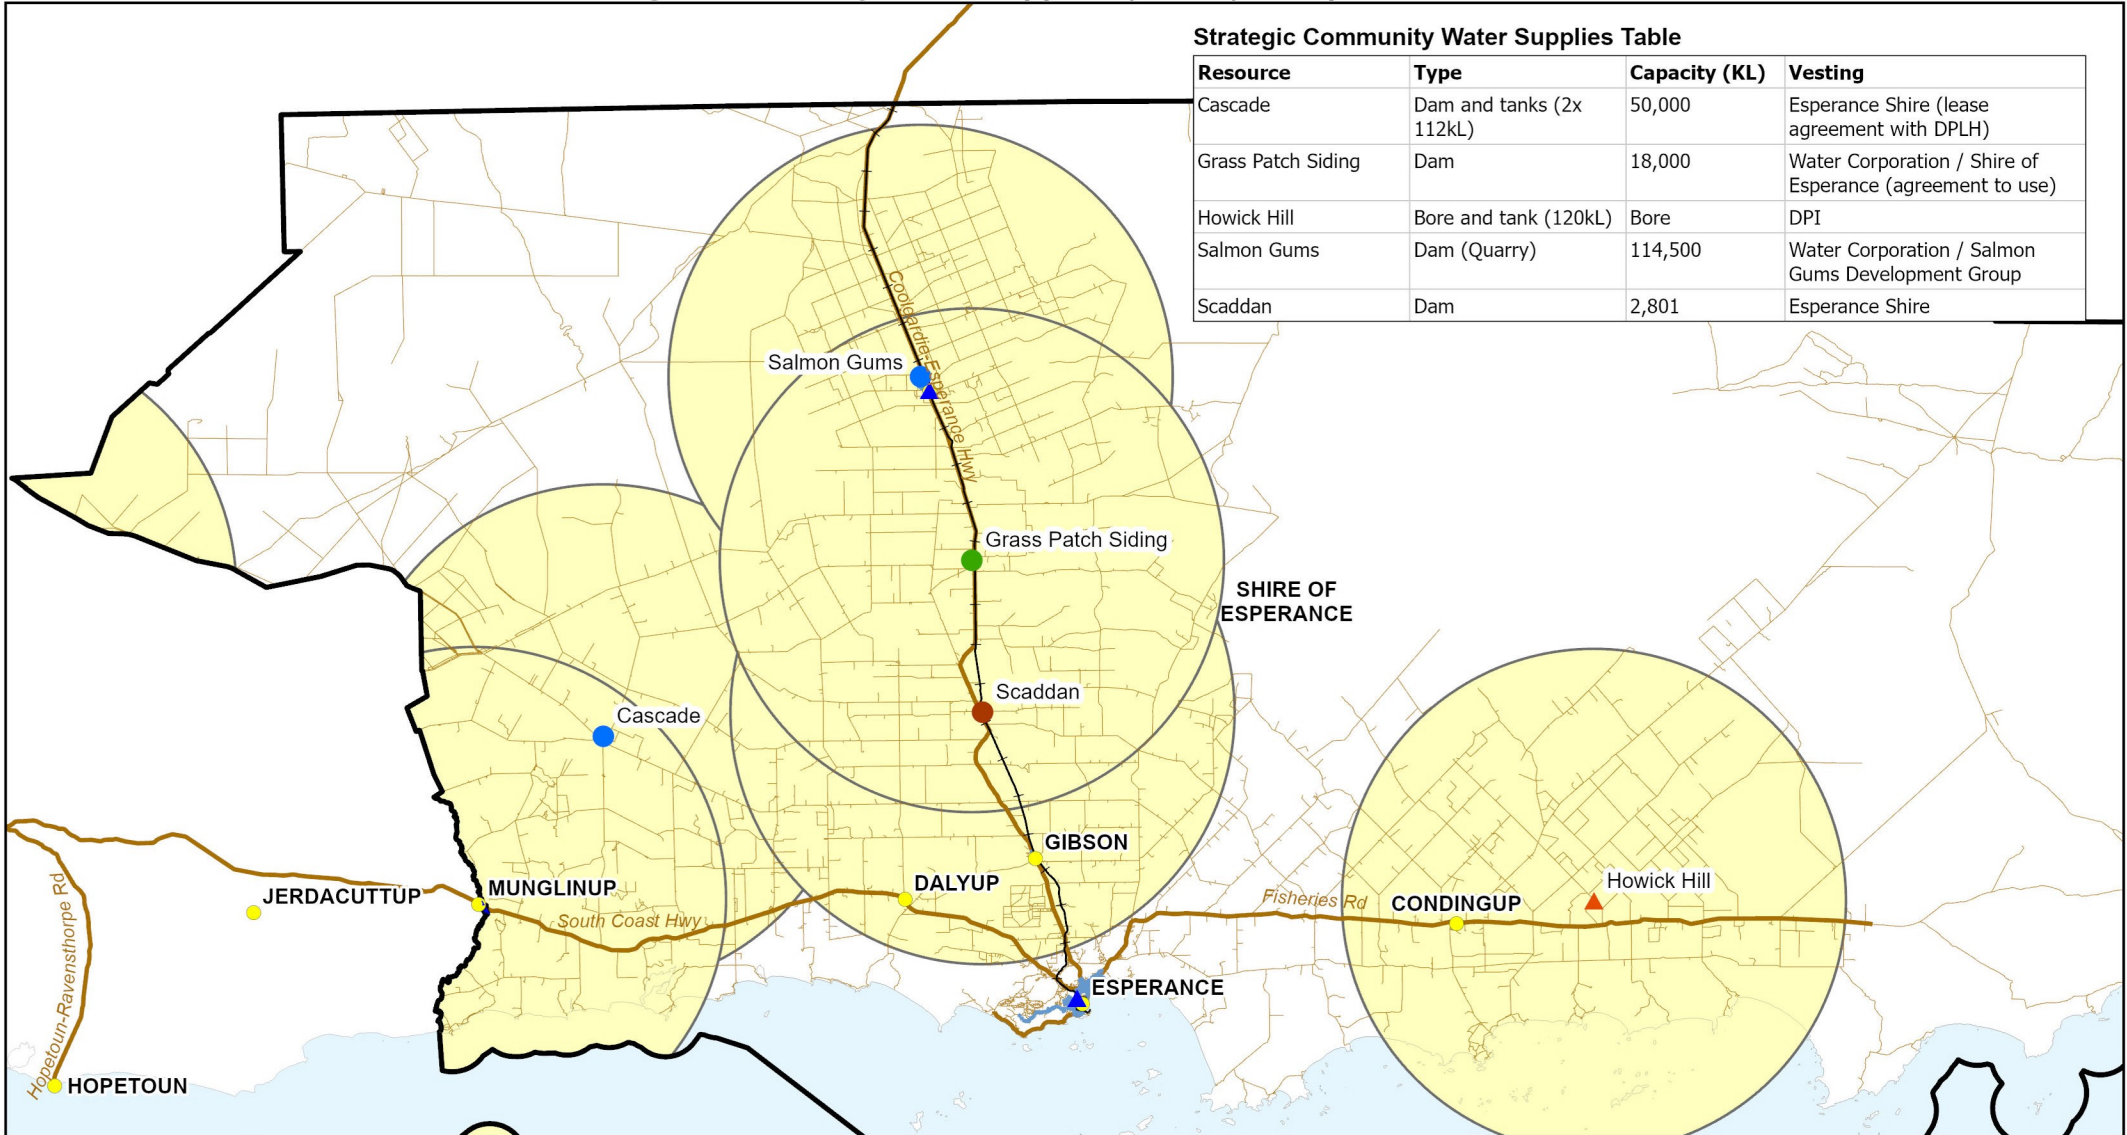 Strategic Community Water Supplies Table
Resource Type Capacity (KL) Vesting
Cascade Dam and tanks (2x 50,000 Esperance Shire (lease
112kL) agreement with DPLH)
Grass Patch Siding Dam 18,000 Water Corporation / Shire of
Esperance (agreement to use)
Howick Hill Bore and tank (120kL) Bore DPI
Salmon Gums Dam (Quarry) 114,500 Water Corporation / Salmon
Gums Development Group
Scaddan Dam 2,801 Esperance Shire
Coolgardie-Esperance Hwy
Salmon Gums
Grass Patch Siding
SHIRE OF
ESPERANCE
Scaddan
Cascade
GIBSON
DALYUP
MUNGLINUP
JERDACUTTUP
South Coast Hwy
Fisheries Rd
CONDINGUP
Howick Hill
ESPERANCE
Hopetoun-Ravensthorpe Rd
HOPETOUN